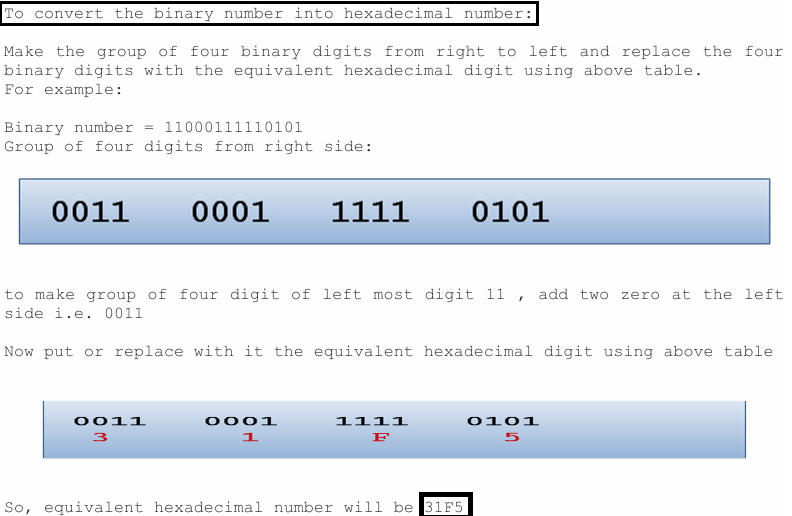 To convert the binary number into hexadecimal number:
Make the group of four binary digits from right to left and replace the four
binary digits with the equivalent hexadecimal digit using above table.
For example:
Binary number = 11000111110101
Group of four digits from right side:
0011 0001 1111 0101
to make group of four digit of left most digit 11 , add two zero at the left
side i.e. 0011
Now put or replace with it the equivalent hexadecimal digit using above table
0011 0001 1111 0101
3 1 F 5
So, equivalent hexadecimal number will be 31F5